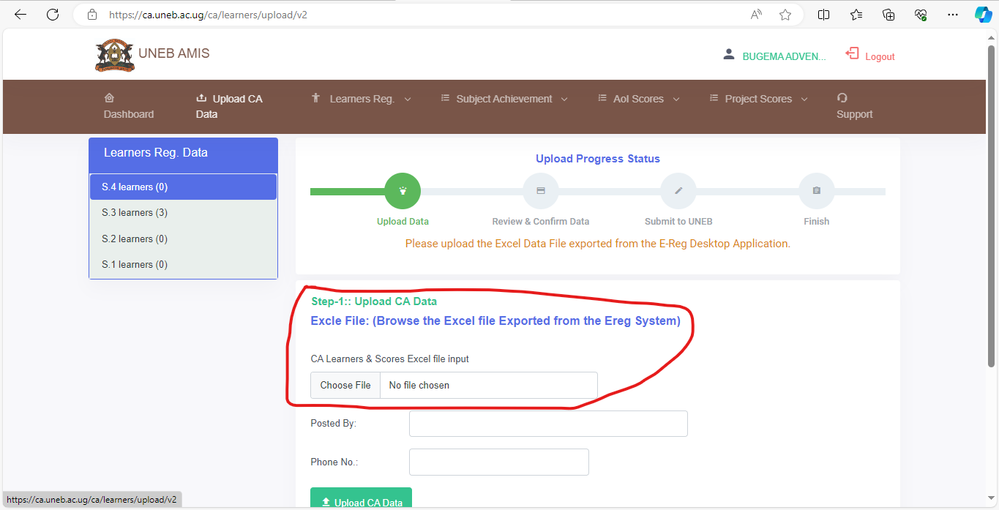 https://ca.uneb.ac.ug/ca/learners/upload/v2
UNEB AMIS
BUGEMA ADVEN...
Logout
Dashboard
Upload CA
Data
Learners Reg.
Subject Achievement
AoI Scores
Project Scores
Support
Learners Reg. Data
S.4 learners (0)
S.3 learners (3)
S.2 learners (0)
S.1 learners (0)
Upload Progress Status
Upload Data
Review & Confirm Data
Submit to UNEB
Finish
Please upload the Excel Data File exported from the E-Reg Desktop Application.
Step-1:: Upload CA Data
Excle File: (Browse the Excel file Exported from the Ereg System)
CA Learners & Scores Excel file input
Choose File No file chosen
Posted By:
Phone No.:
Upload CA Data
https://ca.uneb.ac.ug/ca/learners/upload/v2